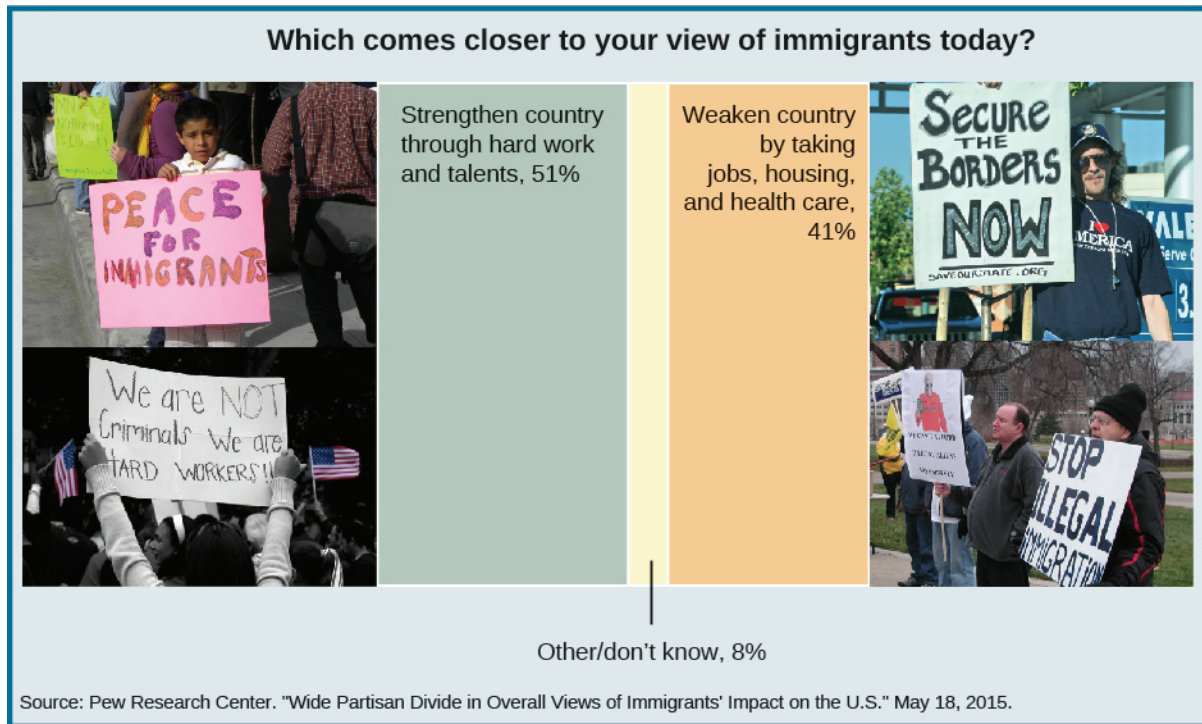 Which comes closer to your view of immigrants today?
PEACE
FOR
IMMIGRANTS
We are NOT
Criminals - We are
HARD WORKERS!!
Strengthen country
through hard work
and talents, 51%
Weaken country
by taking
jobs, housing,
and health care,
41%
SECURE
THE
BORDERS
NOW
SAVEOURSTATE.ORG
I
AMERICA
STOP
ILLEGAL
IMMIGRATION
Other/don't know, 8%
Source: Pew Research Center. "Wide Partisan Divide in Overall Views of Immigrants' Impact on the U.S." May 18, 2015.